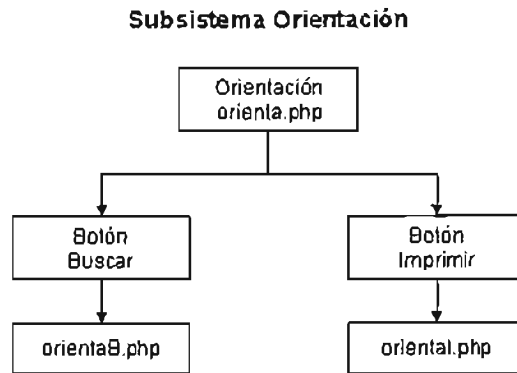 Subsistema Orientación
Orientación
orienta.php
Botón
Buscar
Botón
Imprimir
orientaB.php
orientaI.php